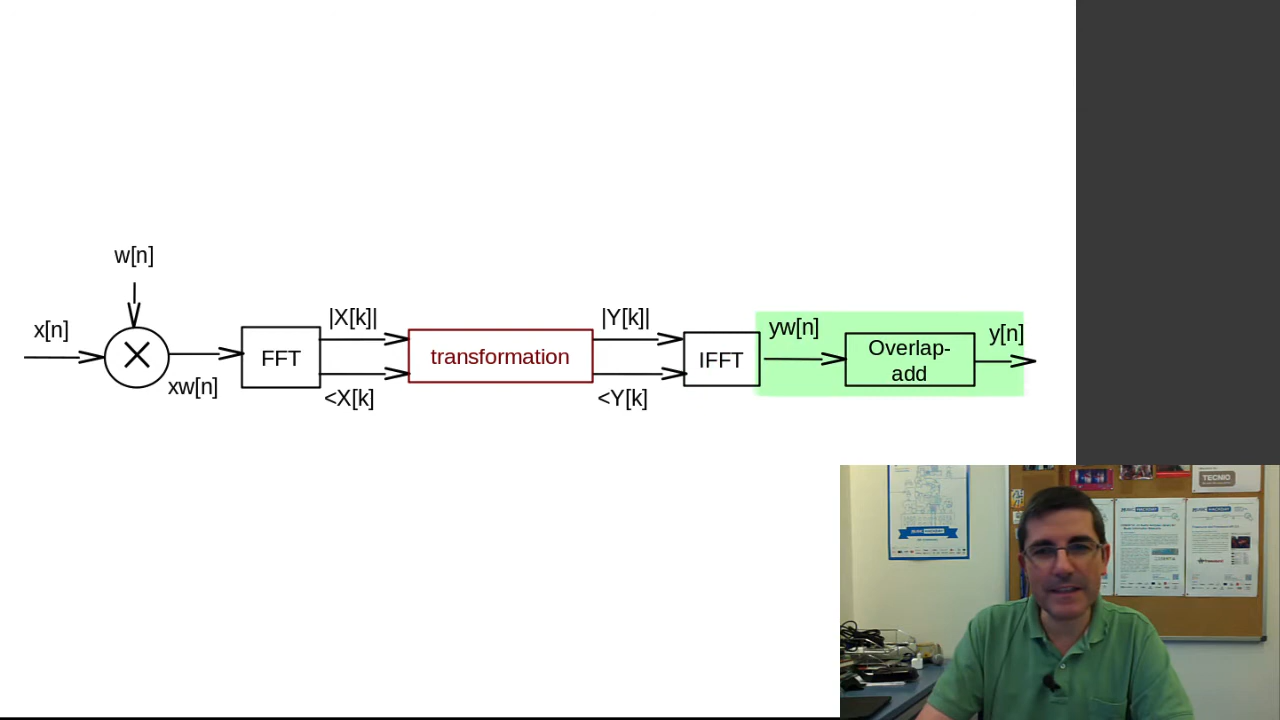 w[n]
x[n]
xw[n]
FFT
|X[k]|
<X[k]
transformation
|Y[k]|
<Y[k]
IFFT
yw[n]
Overlap-
add
y[n]
TECNIO